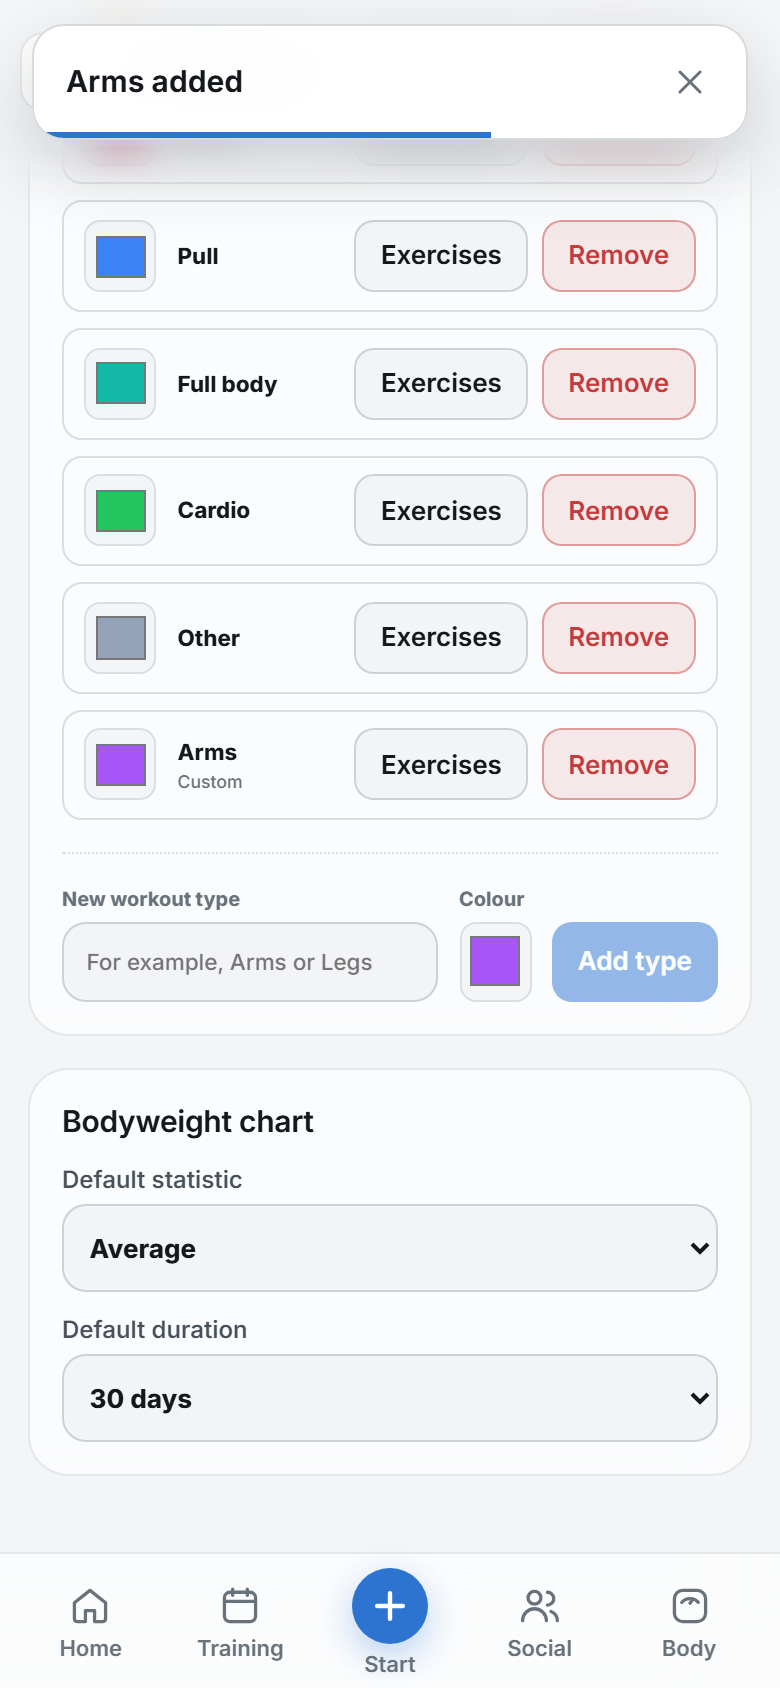 Arms added
Pull
Exercises
Remove
Full body
Exercises
Remove
Cardio
Exercises
Remove
Other
Exercises
Remove
Arms
Custom
Exercises
Remove
New workout type
Colour
For example, Arms or Legs
Add type
Bodyweight chart
Default statistic
Average
Default duration
30 days
Home
Training
Start
Social
Body